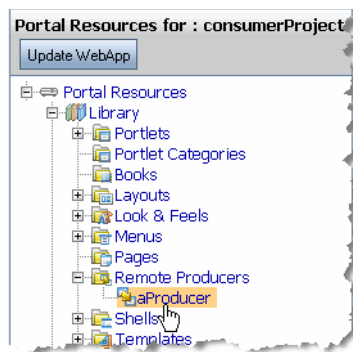 Portal Resources for : consumerProject
Update WebApp
Portal Resources
Library
Portlets
Portlet Categories
Books
Layouts
Look & Feels
Menus
Pages
Remote Producers
aProducer
Shells
Templates